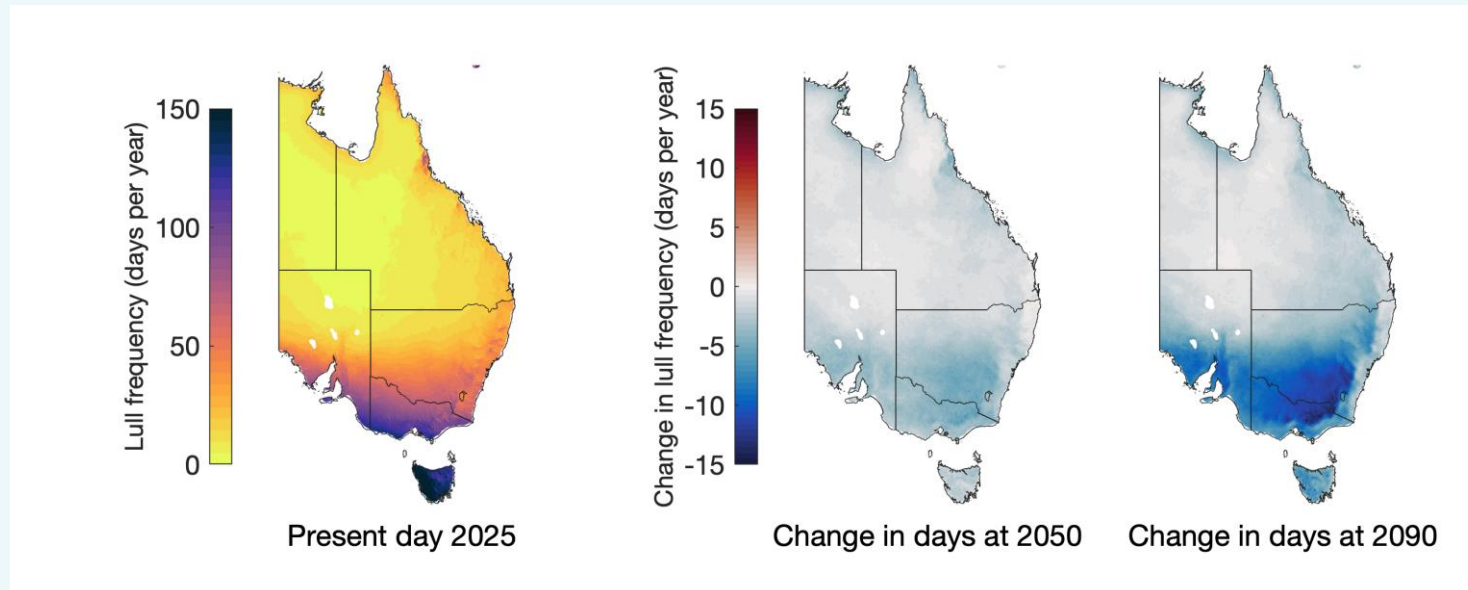 Lull frequency (days per year)
150
100
50
0
Present day 2025
Change in lull frequency (days per year)
15
10
5
0
-5
-10
-15
Change in days at 2050
Change in days at 2090